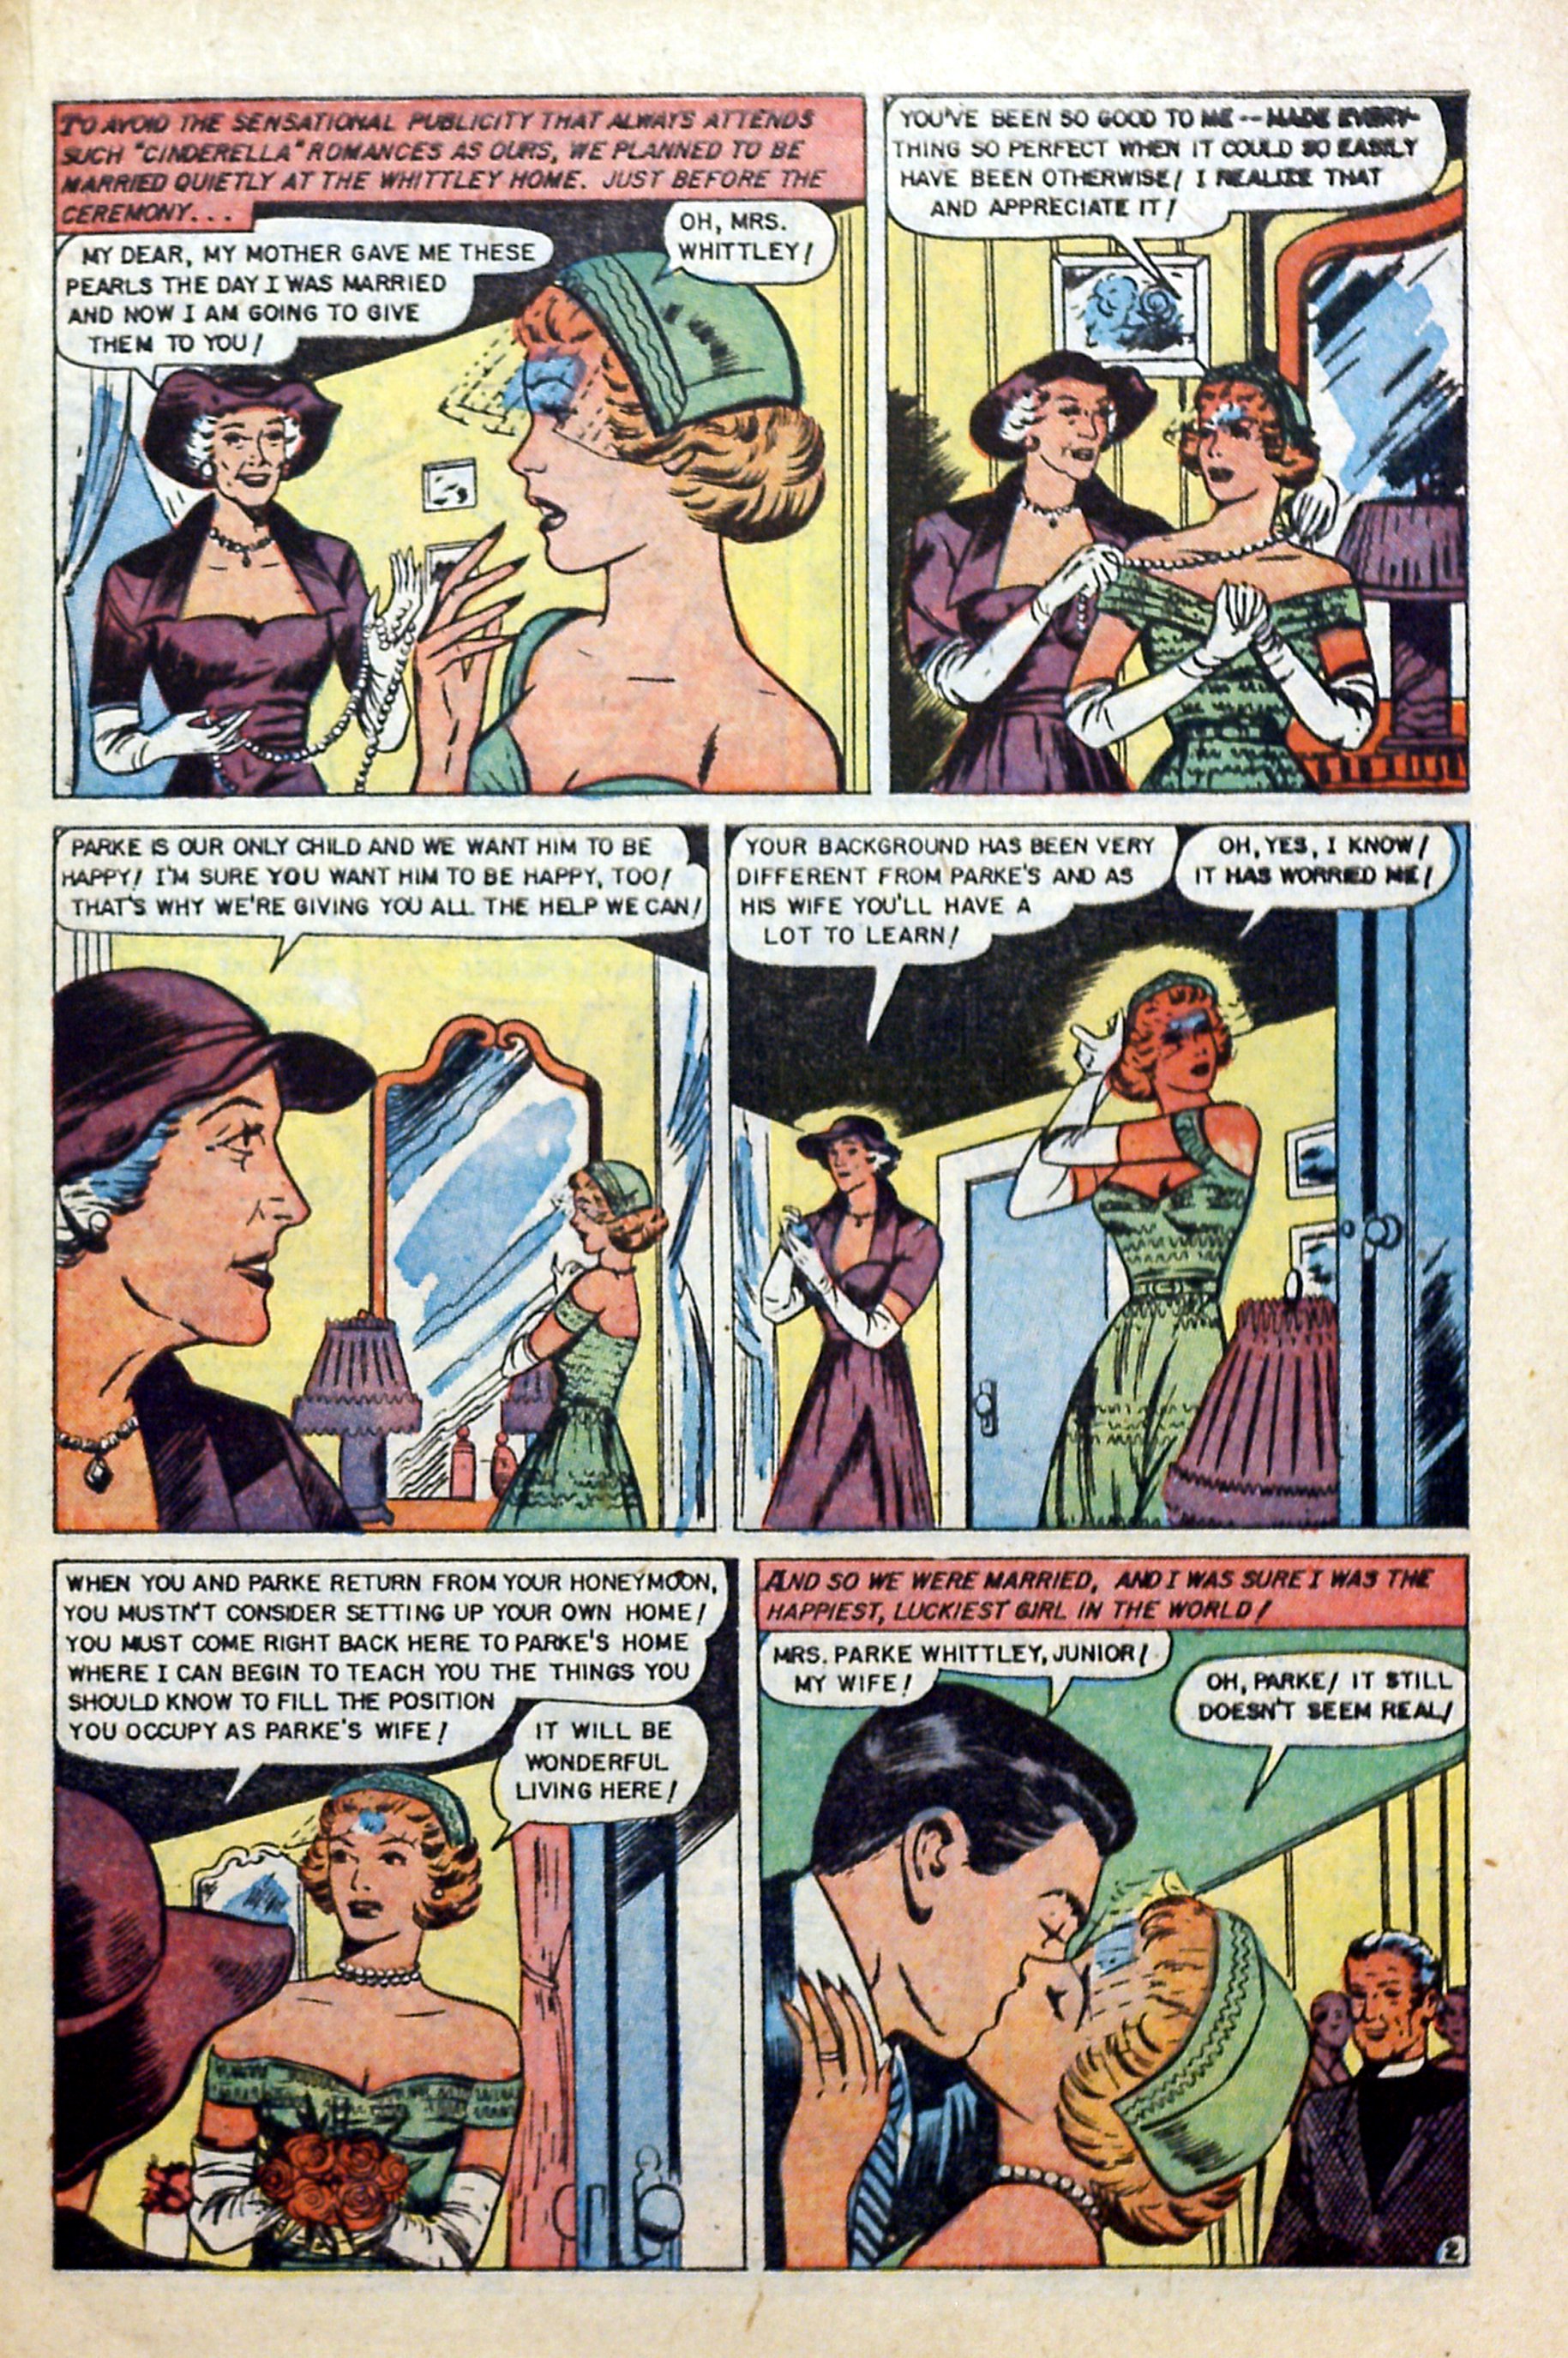 TO AVOID THE SENSATIONAL PUBLICITY THAT ALWAYS ATTENDS
SUCH "CINDERELLA" ROMANCES AS OURS, WE PLANNED TO BE
MARRIED QUIETLY AT THE WHITTLEY HOME. JUST BEFORE THE
CEREMONY...
MY DEAR, MY MOTHER GAVE ME THESE
PEARLS THE DAY I WAS MARRIED
AND NOW I AM GOING TO GIVE
THEM TO YOU!
OH, MRS.
WHITTLEY!
YOU'VE BEEN SO GOOD TO ME -- MADE EVERY-
THING SO PERFECT WHEN IT COULD SO EASILY
HAVE BEEN OTHERWISE! I REALIZE THAT
AND APPRECIATE IT!
PARKE IS OUR ONLY CHILD AND WE WANT HIM TO BE
HAPPY! I'M SURE YOU WANT HIM TO BE HAPPY, TOO!
THAT'S WHY WE'RE GIVING YOU ALL THE HELP WE CAN!
YOUR BACKGROUND HAS BEEN VERY
DIFFERENT FROM PARKE'S AND AS
HIS WIFE YOU'LL HAVE A
LOT TO LEARN!
OH, YES, I KNOW!
IT HAS WORRIED ME!
WHEN YOU AND PARKE RETURN FROM YOUR HONEYMOON,
YOU MUSTN'T CONSIDER SETTING UP YOUR OWN HOME!
YOU MUST COME RIGHT BACK HERE TO PARKE'S HOME
WHERE I CAN BEGIN TO TEACH YOU THE THINGS YOU
SHOULD KNOW TO FILL THE POSITION
YOU OCCUPY AS PARKE'S WIFE!
IT WILL BE
WONDERFUL
LIVING HERE!
AND SO WE WERE MARRIED, AND I WAS SURE I WAS THE
HAPPIEST, LUCKIEST GIRL IN THE WORLD!
MRS. PARKE WHITTLEY, JUNIOR!
MY WIFE!
OH, PARKE! IT STILL
DOESN'T SEEM REAL!
2